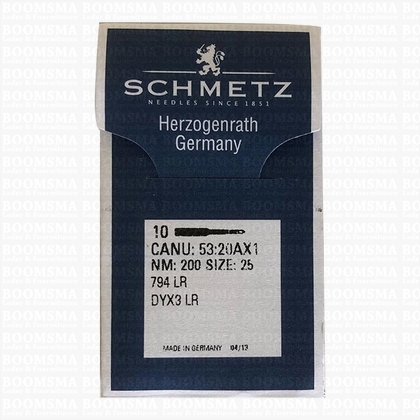 SCHMETZ
NEEDLES SINCE 1851
Herzogenrath
Germany
10
CANU: 53:20AX1
NM: 200 SIZE: 25
794 LR
DYX3 LR
MADE IN GERMANY 04/13